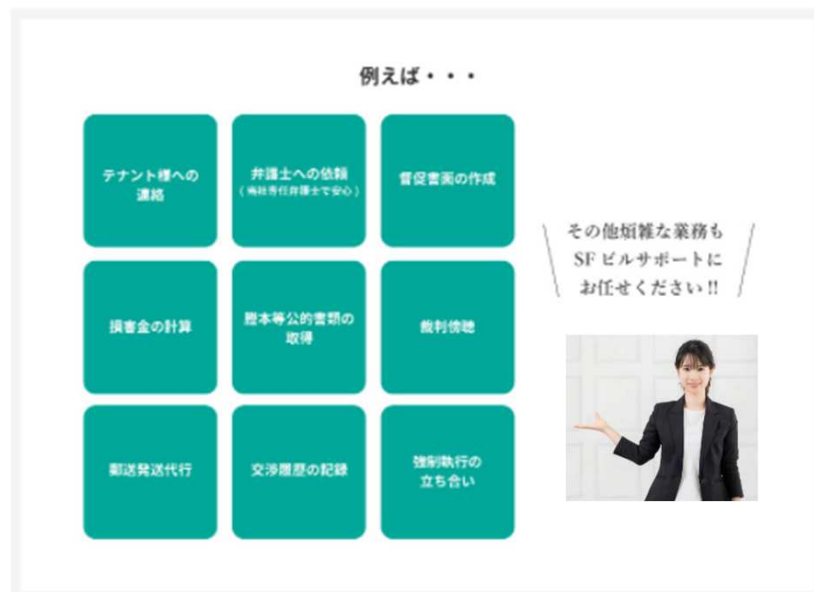 例えば・・・
テナント様への
連絡
弁護士への依頼
(当社専任弁護士で安心)
督促書面の作成
その他煩雑な業務も
SFビルサポートに
お任せください!!
損害金の計算
謄本等公的書類の
取得
裁判傍聴
郵送発送代行
交渉履歴の記録
強制執行の
立ち合い